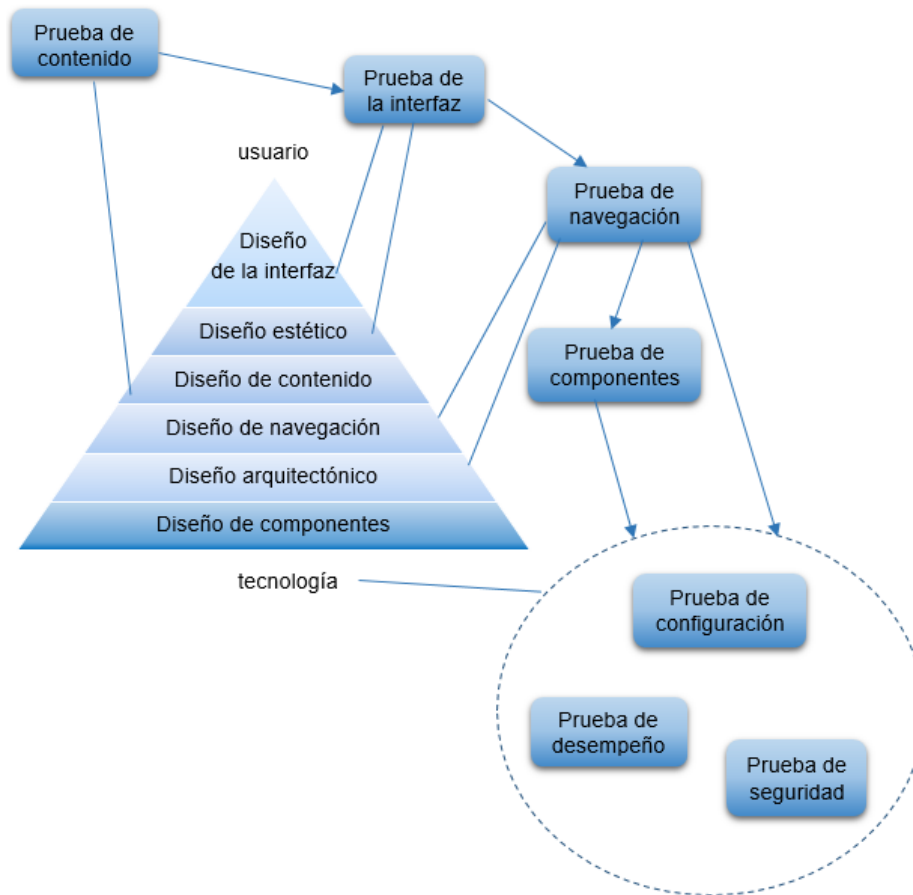 Prueba de
contenido
Prueba de
la interfaz
usuario
Prueba de
navegación
Diseño
de la interfaz
Diseño estético
Prueba de
componentes
Diseño de contenido
Diseño de navegación
Diseño arquitectónico
Diseño de componentes
tecnología
Prueba de
configuración
Prueba de
desempeño
Prueba de
seguridad